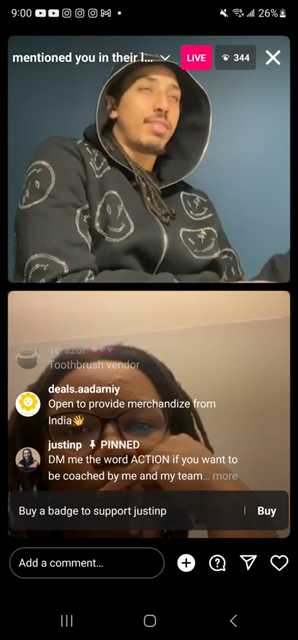 9:00
26%
mentioned you in their l...
LIVE
344
Toothbrush vendor
deals.aadarniy
Open to provide merchandize from
India👋
justinp PINNED
DM me the word ACTION if you want to
be coached by me and my team... more
Buy a badge to support justinp
Buy
Add a comment...